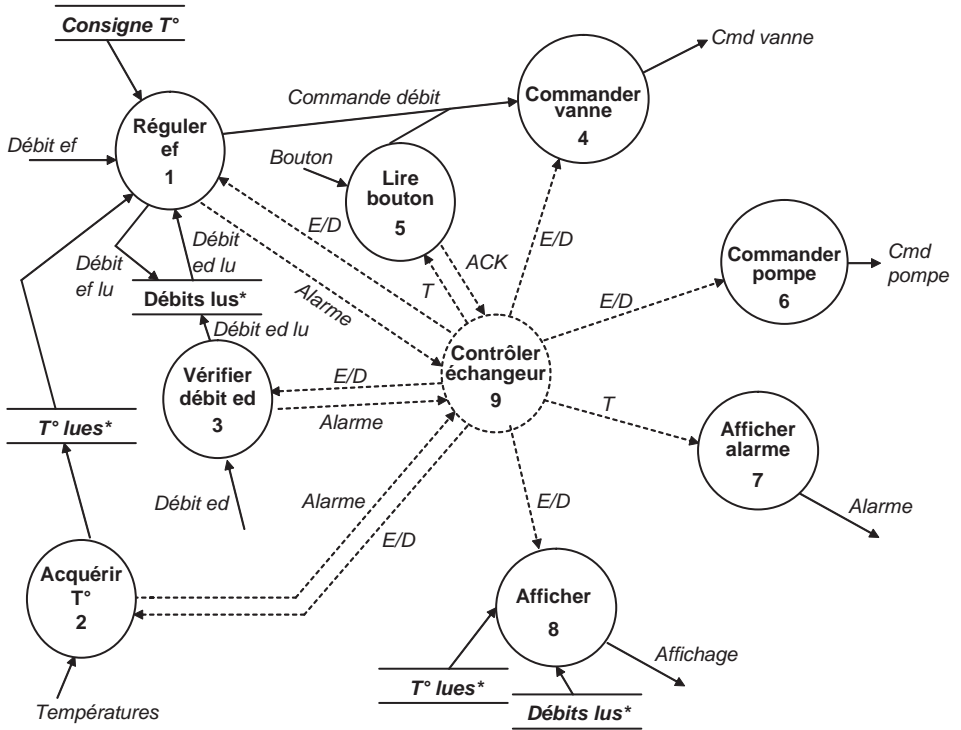 Consigne T°
Cmd vanne
Commander
vanne
4
Commande débit
Réguler
ef
1
Débit ef
Bouton
Lire
bouton
5
E/D
Débit
ed lu
Débit
ef lu
ACK
T
E/D
Commander
pompe
6
Cmd
pompe
Débits lus*
Alarme
E/D
Débit ed lu
Contrôler
échangeur
9
Vérifier
débit ed
3
E/D
Alarme
T
T° lues*
Afficher
alarme
7
Débit ed
Alarme
E/D
E/D
Alarme
Acquérir
T°
2
Afficher
8
Affichage
T° lues*
Températures
Débits lus*